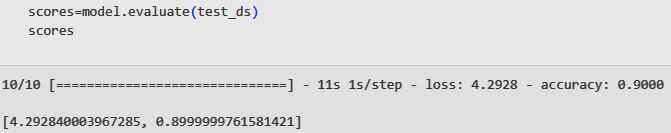 scores=model.evaluate(test_ds)
scores
10/10 [==============================] - 11s 1s/step - loss: 4.2928 - accuracy: 0.9000
[4.292840003967285, 0.8999999761581421]